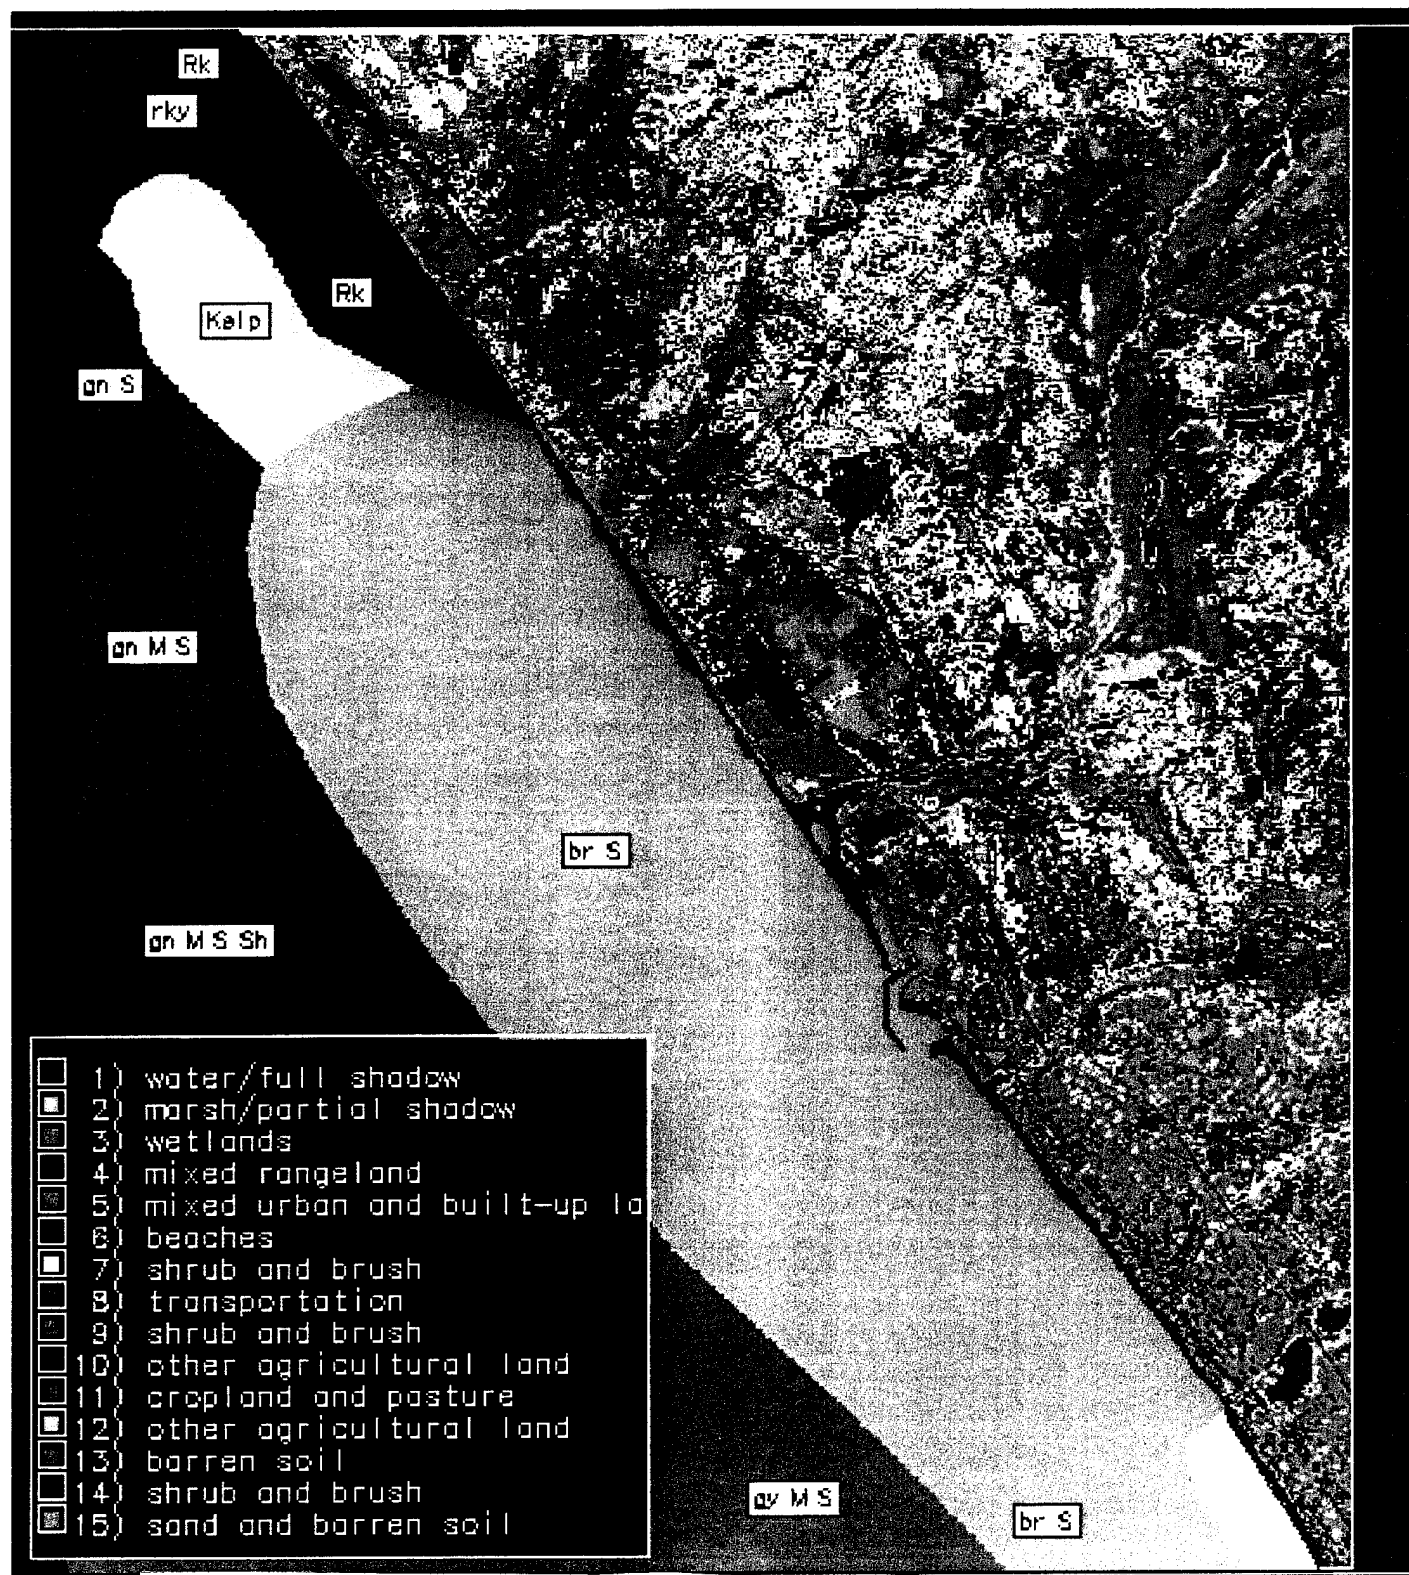 Rk
rky
Rk
Kelp
gn S
gn M S
br S
gn M S Sh
1) water/full shadow
2) marsh/partial shadow
3) wetlands
4) mixed rangeland
5) mixed urban and built-up la
6) beaches
7) shrub and brush
8) transportation
9) shrub and brush
10) other agricultural land
11) cropland and pasture
12) other agricultural land
13) barren soil
14) shrub and brush
15) sand and barren soil
gy M S
br S